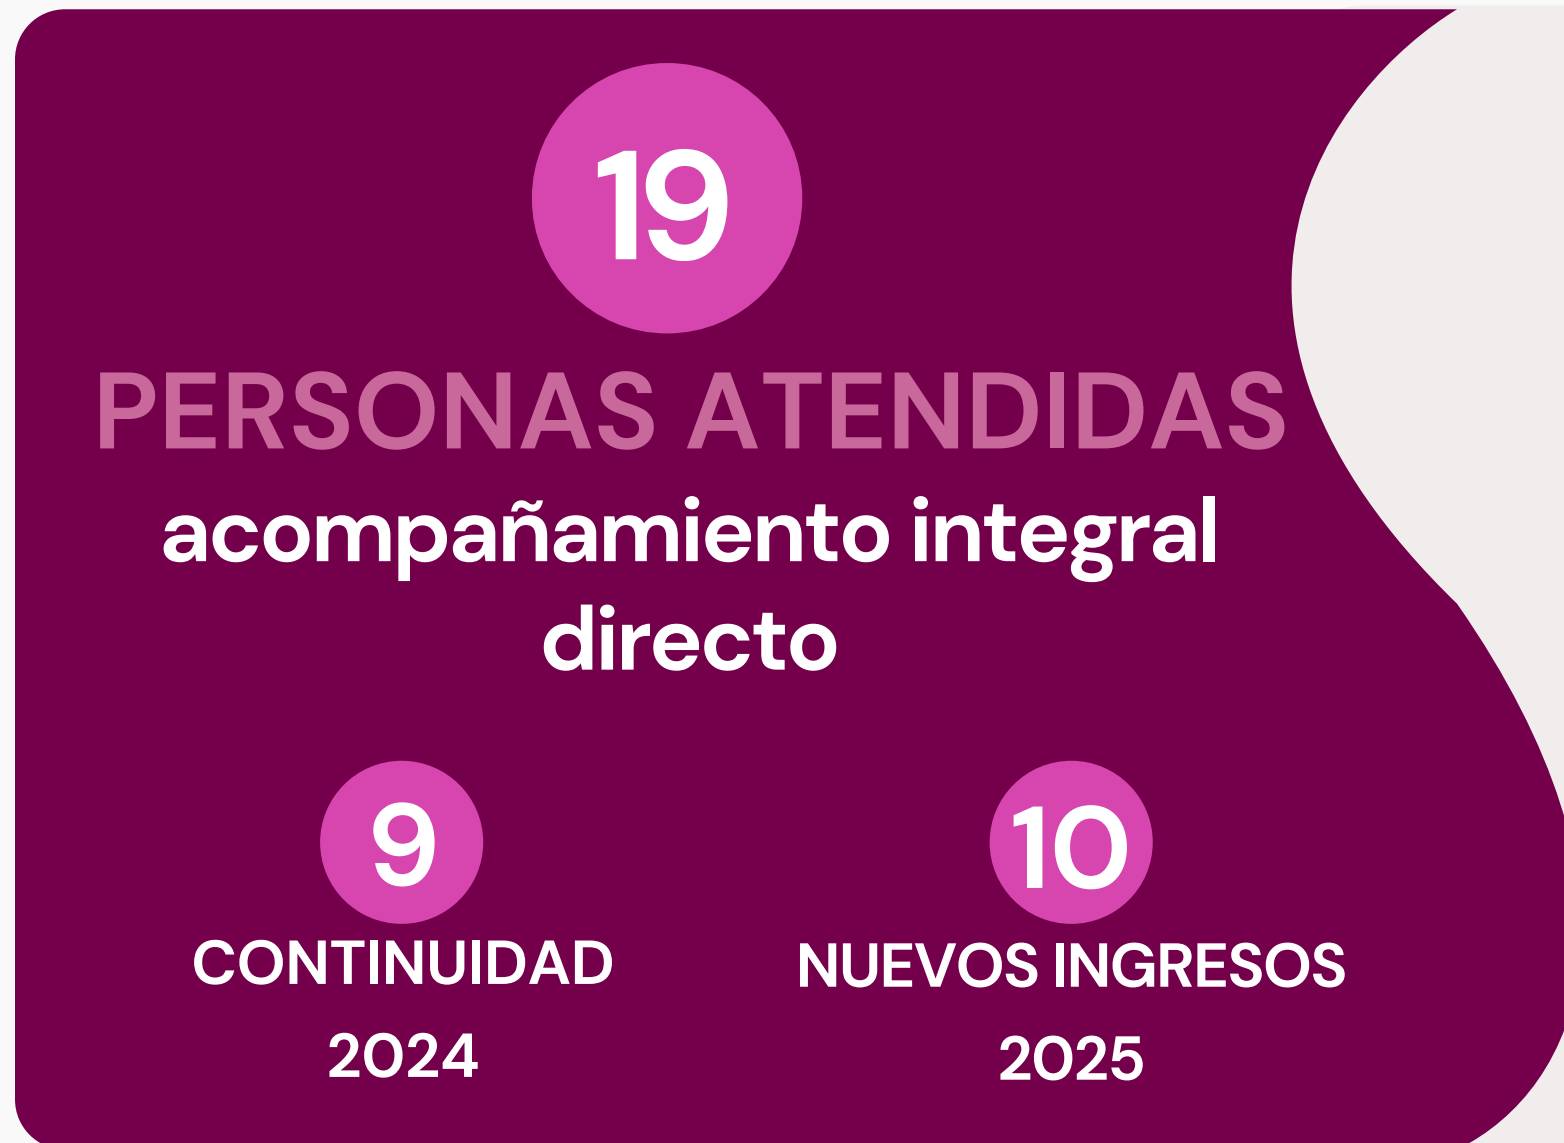 19
PERSONAS ATENDIDAS
acompañamiento integral
directo
9
CONTINUIDAD
2024
10
NUEVOS INGRESOS
2025